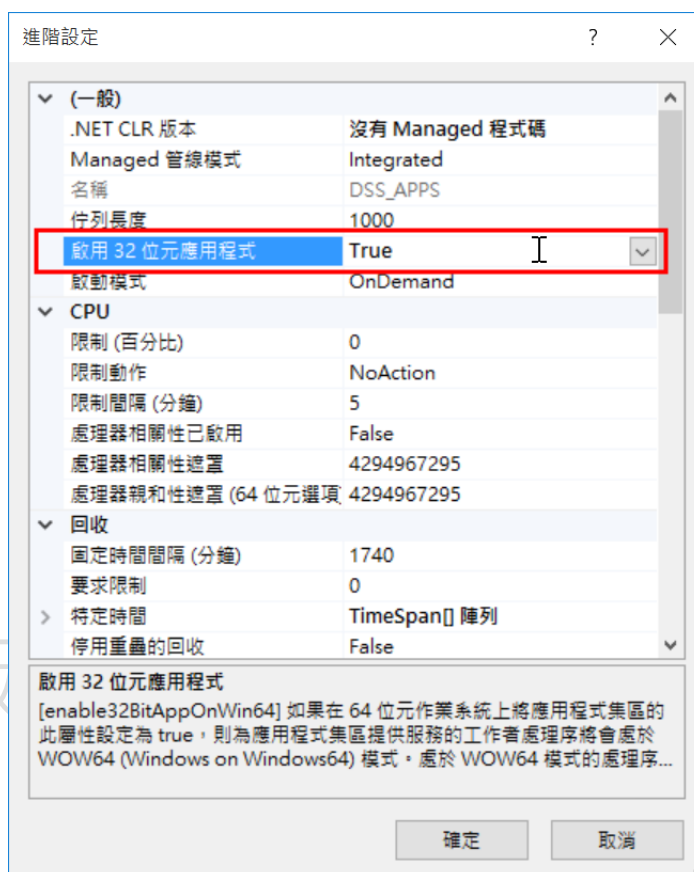 進階設定 ?
(一般)
.NET CLR 版本 沒有 Managed 程式碼
Managed 管線模式 Integrated
名稱 DSS_APPS
佇列長度 1000
啟用 32 位元應用程式 True
啟動模式 OnDemand
CPU
限制 (百分比) 0
限制動作 NoAction
限制間隔 (分鐘) 5
處理器相關性已啟用 False
處理器相關性遮罩 4294967295
處理器親和性遮罩 (64 位元選項 4294967295
回收
固定時間間隔 (分鐘) 1740
要求限制 0
特定時間 TimeSpan[] 陣列
停用重疊的回收 False
啟用 32 位元應用程式
[enable32BitAppOnWin64] 如果在 64 位元作業系統上將應用程式集區的
此屬性設定為 true，則為應用程式集區提供服務的工作者處理序將會處於
WOW64 (Windows on Windows64) 模式。處於 WOW64 模式的處理序...
確定 取消